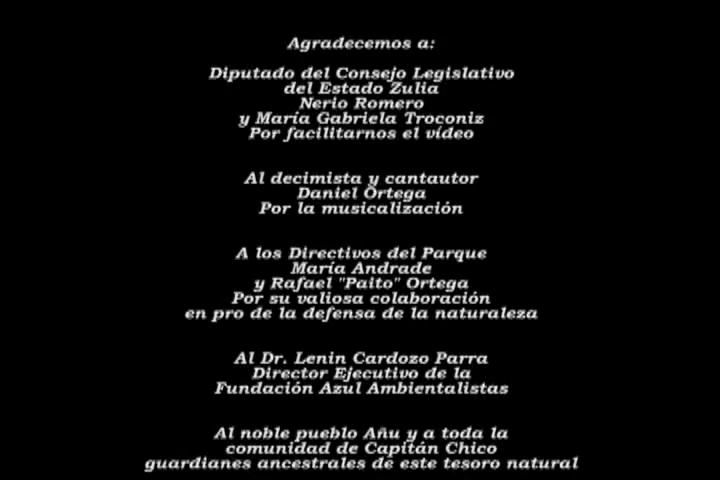 Agradecemos a:
Diputado del Consejo Legislativo
del Estado Zulia
Nerio Romero
y María Gabriela Troconiz
Por facilitarnos el vídeo
Al decimista y cantautor
Daniel Ortega
Por la musicalización
A los Directivos del Parque
María Andrade
y Rafael "Paito" Ortega
Por su valiosa colaboración
en pro de la defensa de la naturaleza
Al Dr. Lenin Cardozo Parra
Director Ejecutivo de la
Fundación Azul Ambientalistas
Al noble pueblo Añu y a toda la
comunidad de Capitán Chico
guardianes ancestrales de este tesoro natural